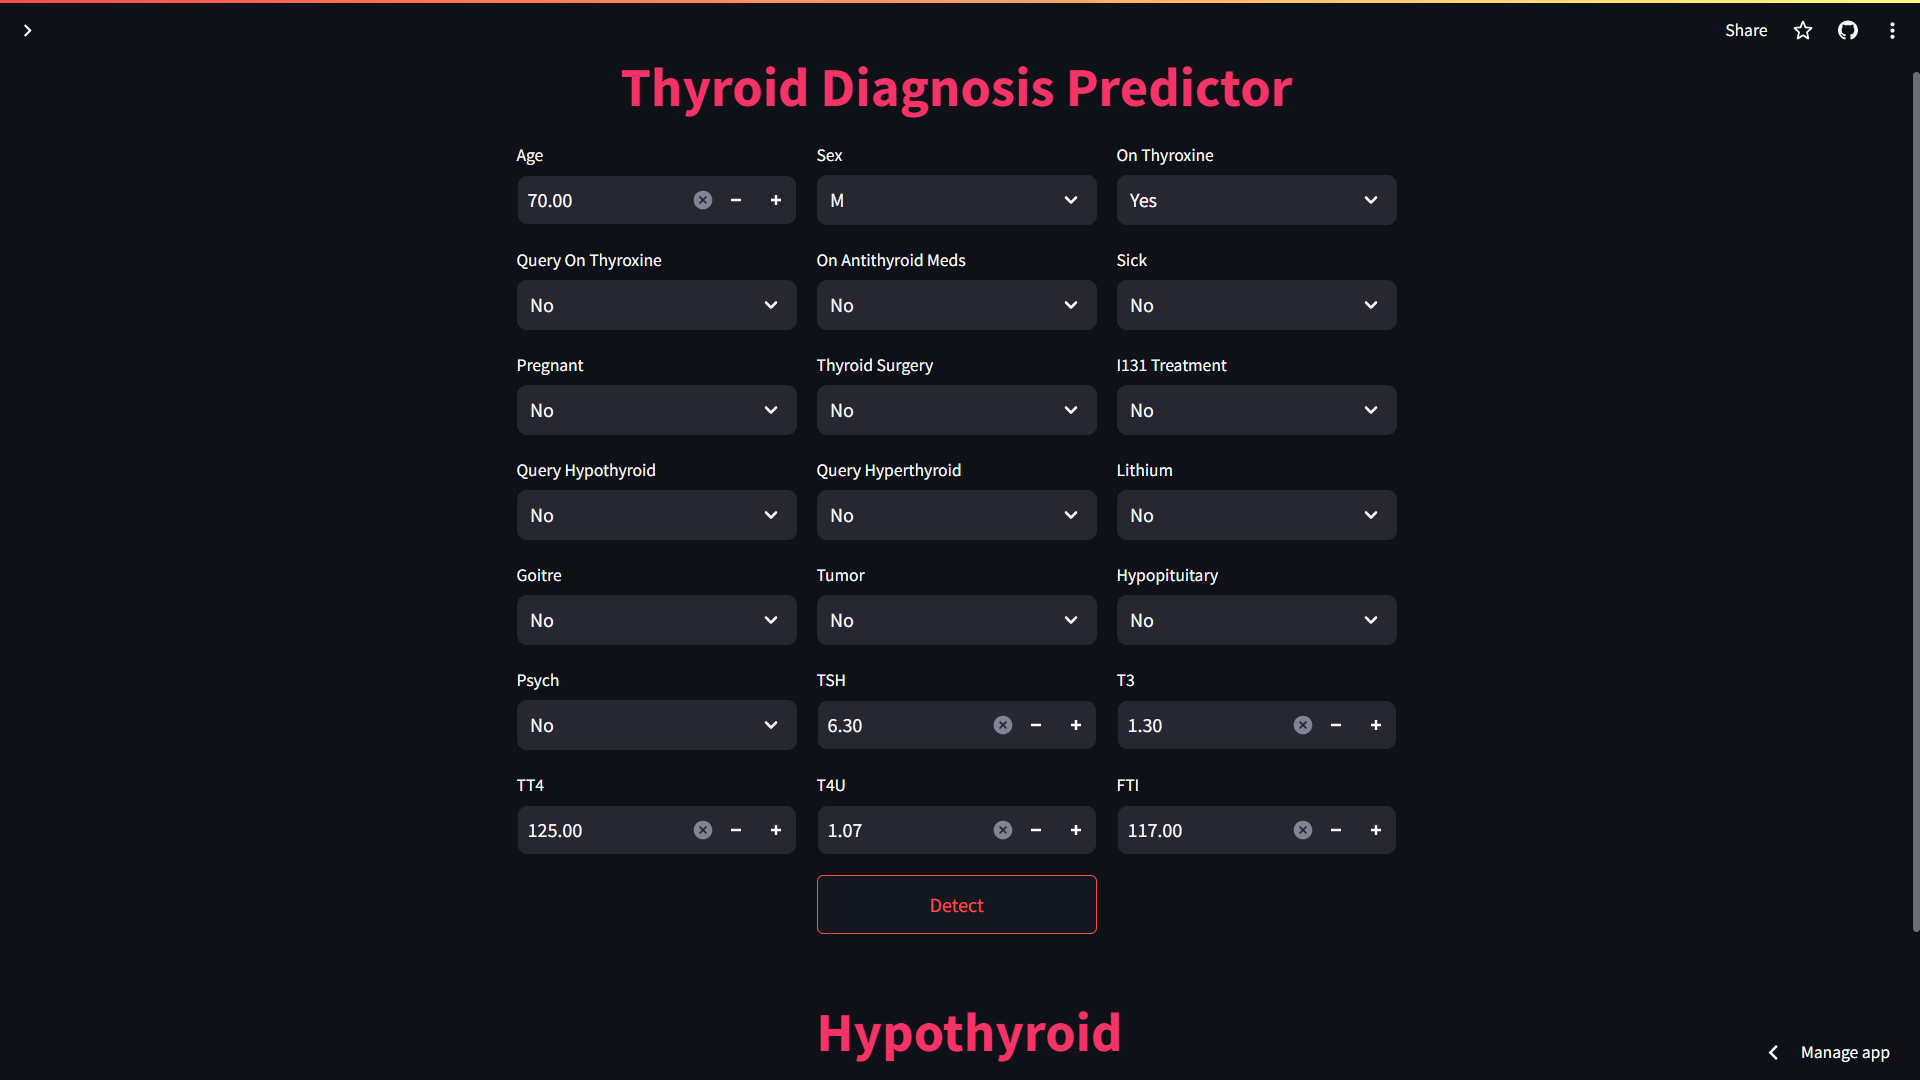 Share
Thyroid Diagnosis Predictor
Age Sex On Thyroxine
70.00 M Yes
Query On Thyroxine On Antithyroid Meds Sick
No No No
Pregnant Thyroid Surgery I131 Treatment
No No No
Query Hypothyroid Query Hyperthyroid Lithium
No No No
Goitre Tumor Hypopituitary
No No No
Psych TSH T3
No 6.30 1.30
TT4 T4U FTI
125.00 1.07 117.00
Detect
Hypothyroid
Manage app